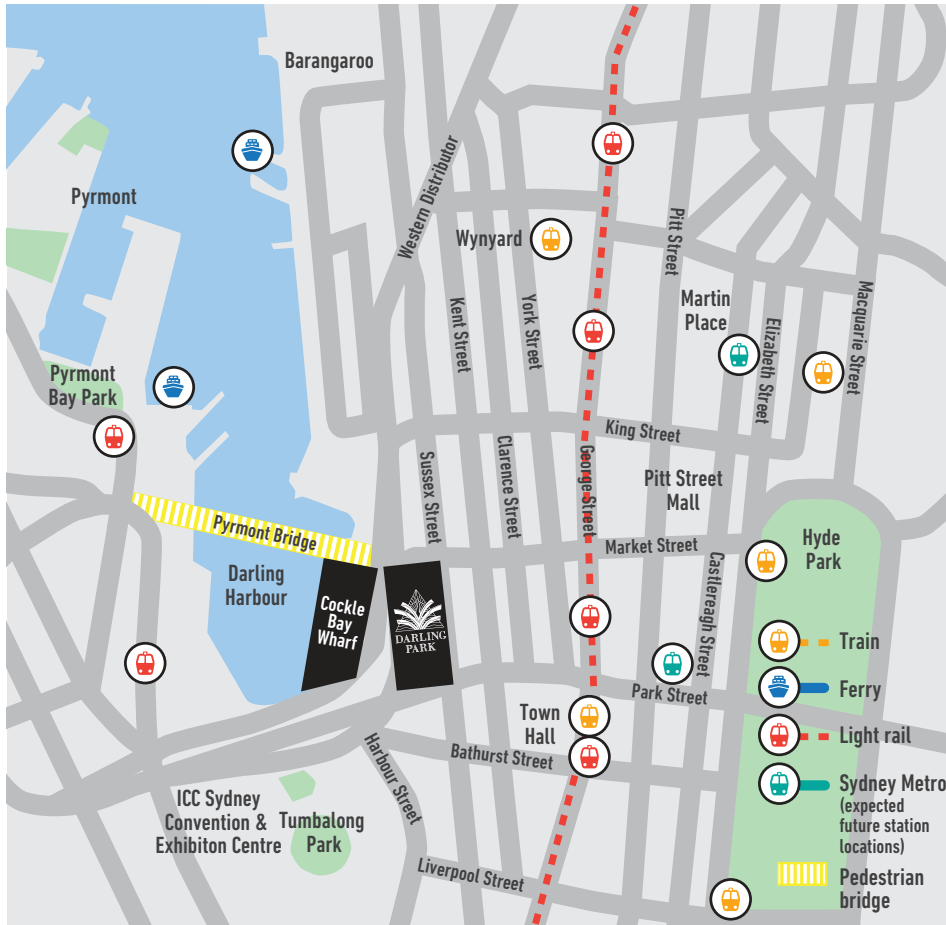 Barangaroo
Pyrmont
Western Distributor
Wynyard
Pitt Street
Martin
Place
Kent Street
York Street
Elizabeth Street
Macquarie Street
Pyrmont
Bay Park
King Street
Sussex Street
Clarence Street
George Street
Pitt Street
Mall
Pyrmont Bridge
Market Street
Hyde
Park
Darling
Harbour
Cockle
Bay
Wharf
DARLING
PARK
Castlereagh Street
Train
Ferry
Park Street
Town
Hall
Light rail
Harbour Street
Bathurst Street
Sydney Metro
(expected
future station
locations)
ICC Sydney
Convention &
Exhibiton Centre
Tumbalong
Park
Liverpool Street
Pedestrian
bridge